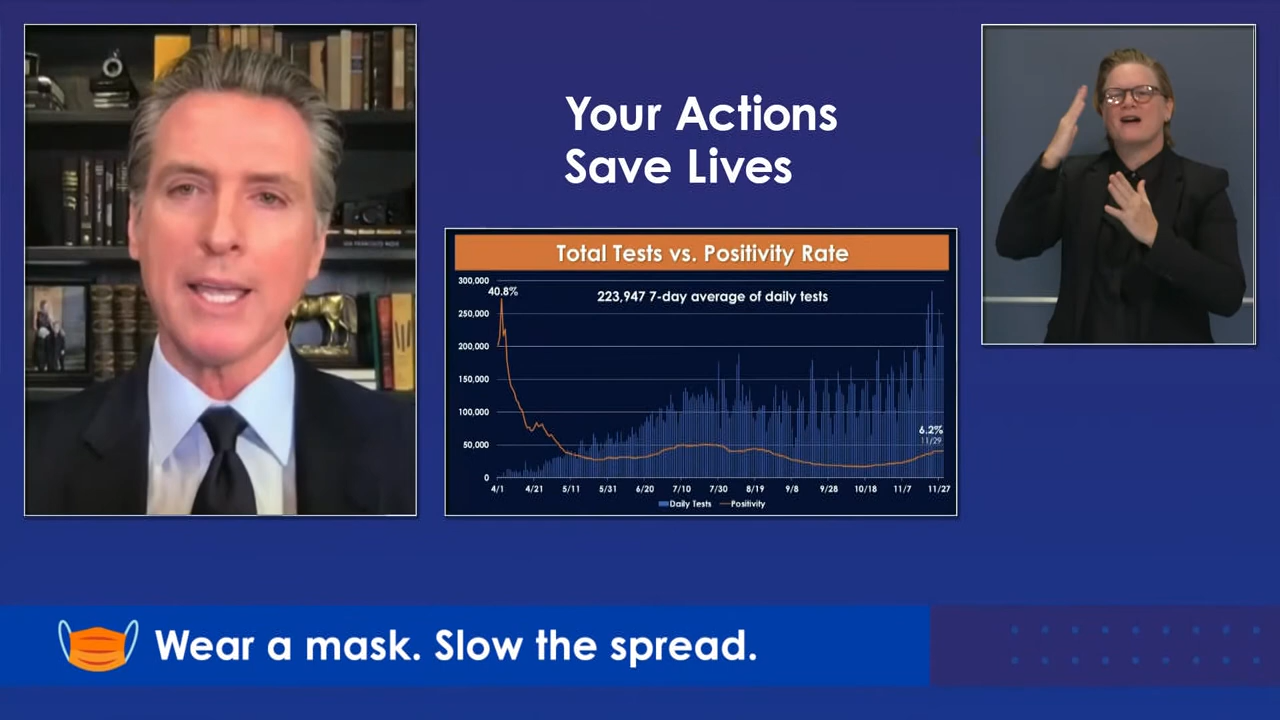 Your Actions
Save Lives
Total Tests vs. Positivity Rate
300,000
40.8%
223,947 7-day average of daily tests
250,000
200,000
150,000
100,000
6.2%
11/29
50,000
0
4/1 4/21 5/11 5/31 6/20 7/10 7/30 8/19 9/8 9/28 10/18 11/7 11/27
Daily Tests Positivity
Wear a mask. Slow the spread.